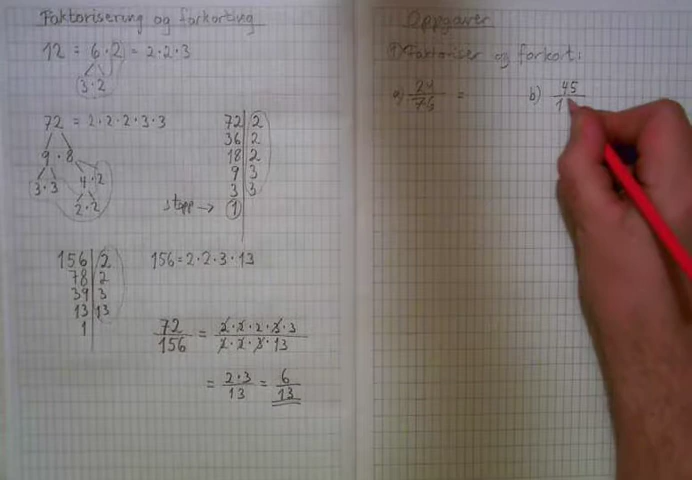 Faktorisering og forkorting
12 = 6·2 = 2·2·3
3·2
72 = 2·2·2·3·3
9·8
3·3 4·2
2·2
72 | 2
36 | 2
18 | 2
9 | 3
3 | 3
stopp → 1
156 | 2
78 | 2
39 | 3
13 | 13
1
156 = 2·2·3·13
72/156 = 2·2·2·3·3/2·2·3·13
= 2·3/13 = 6/13
Oppgaver
1) Faktoriser og forkort:
a) 24/75 =
b) 45/1